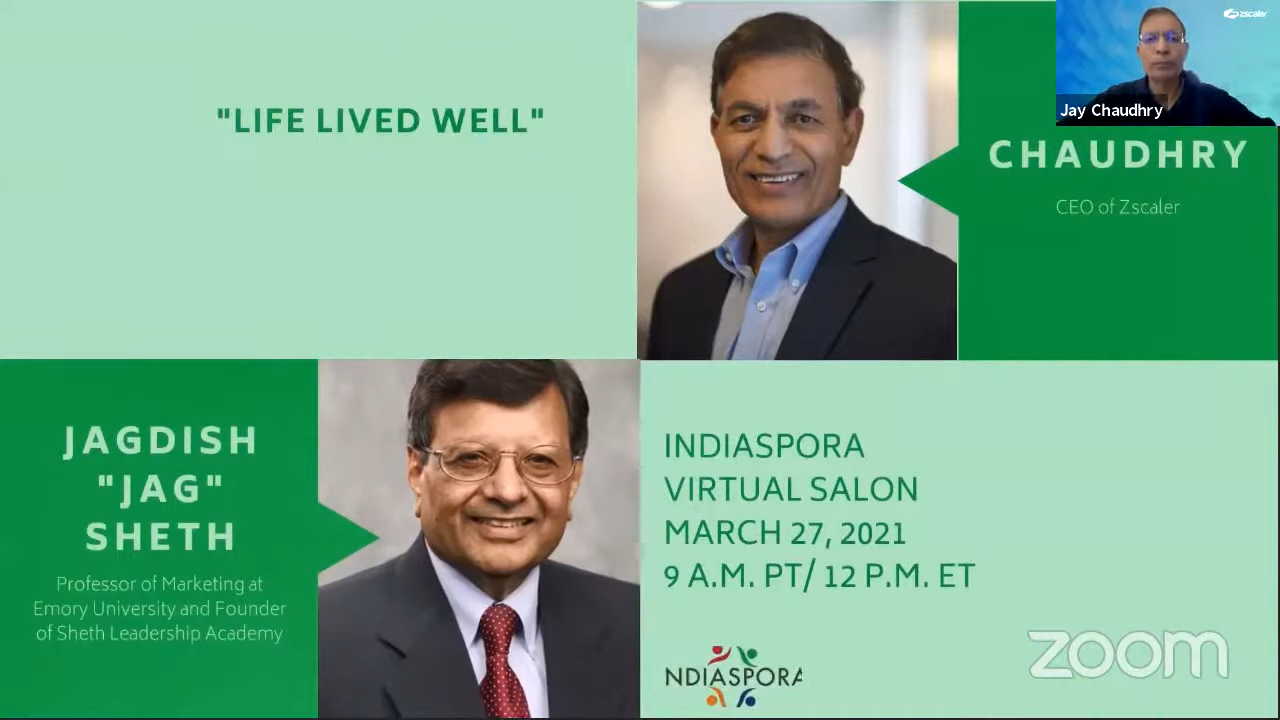 "LIFE LIVED WELL"
zscaler
Jay Chaudhry
CHAUDHRY
CEO of Zscaler
JAGDISH
"JAG"
SHETH
Professor of Marketing at
Emory University and Founder
of Sheth Leadership Academy
INDIASPORA
VIRTUAL SALON
MARCH 27, 2021
9 A.M. PT/ 12 P.M. ET
NDIASPORA
zoom